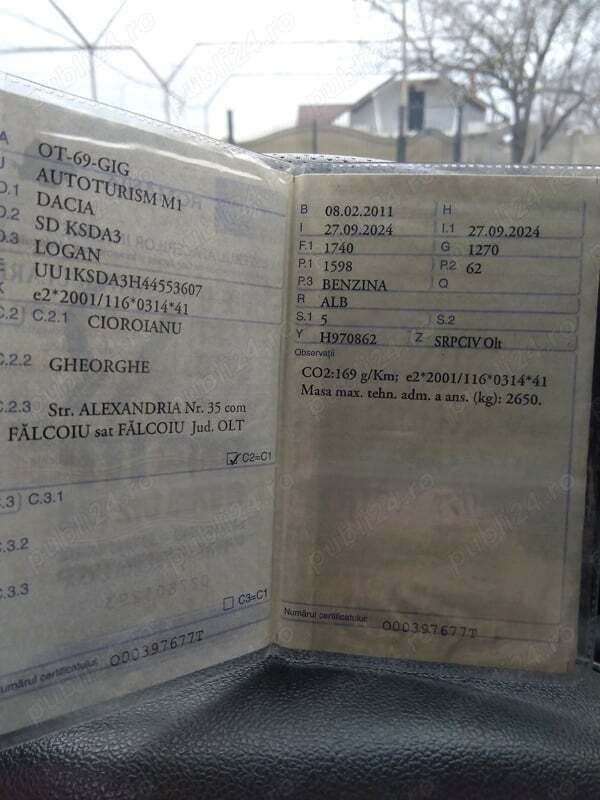 A OT-69-GIG
J AUTOTURISM M1
D.1 DACIA
D.2 SD KSDA3
D.3 LOGAN
E UU1KSDA3H44553607
K e2*2001/116*0314*41
C.2) C.2.1 CIOROIANU
C.2.2 GHEORGHE
C.2.3 Str. ALEXANDRIA Nr. 35 com
FĂLCOIU sat FĂLCOIU Jud. OLT
C2=C1
C.3) C.3.1
C.3.2
C.3.3
C3=C1
Numărul certificatului: O00397677T
B 08.02.2011 H
I 27.09.2024 I.1 27.09.2024
F.1 1740 G 1270
P.1 1598 P.2 62
P.3 BENZINA Q
R ALB
S.1 5 S.2
Y H970862 Z SRPCIV Olt
Observații
CO2:169 g/Km; e2*2001/116*0314*41
Masa max. tehn. adm. a ans. (kg): 2650.
Numărul certificatului: O00397677T
publi24.ro